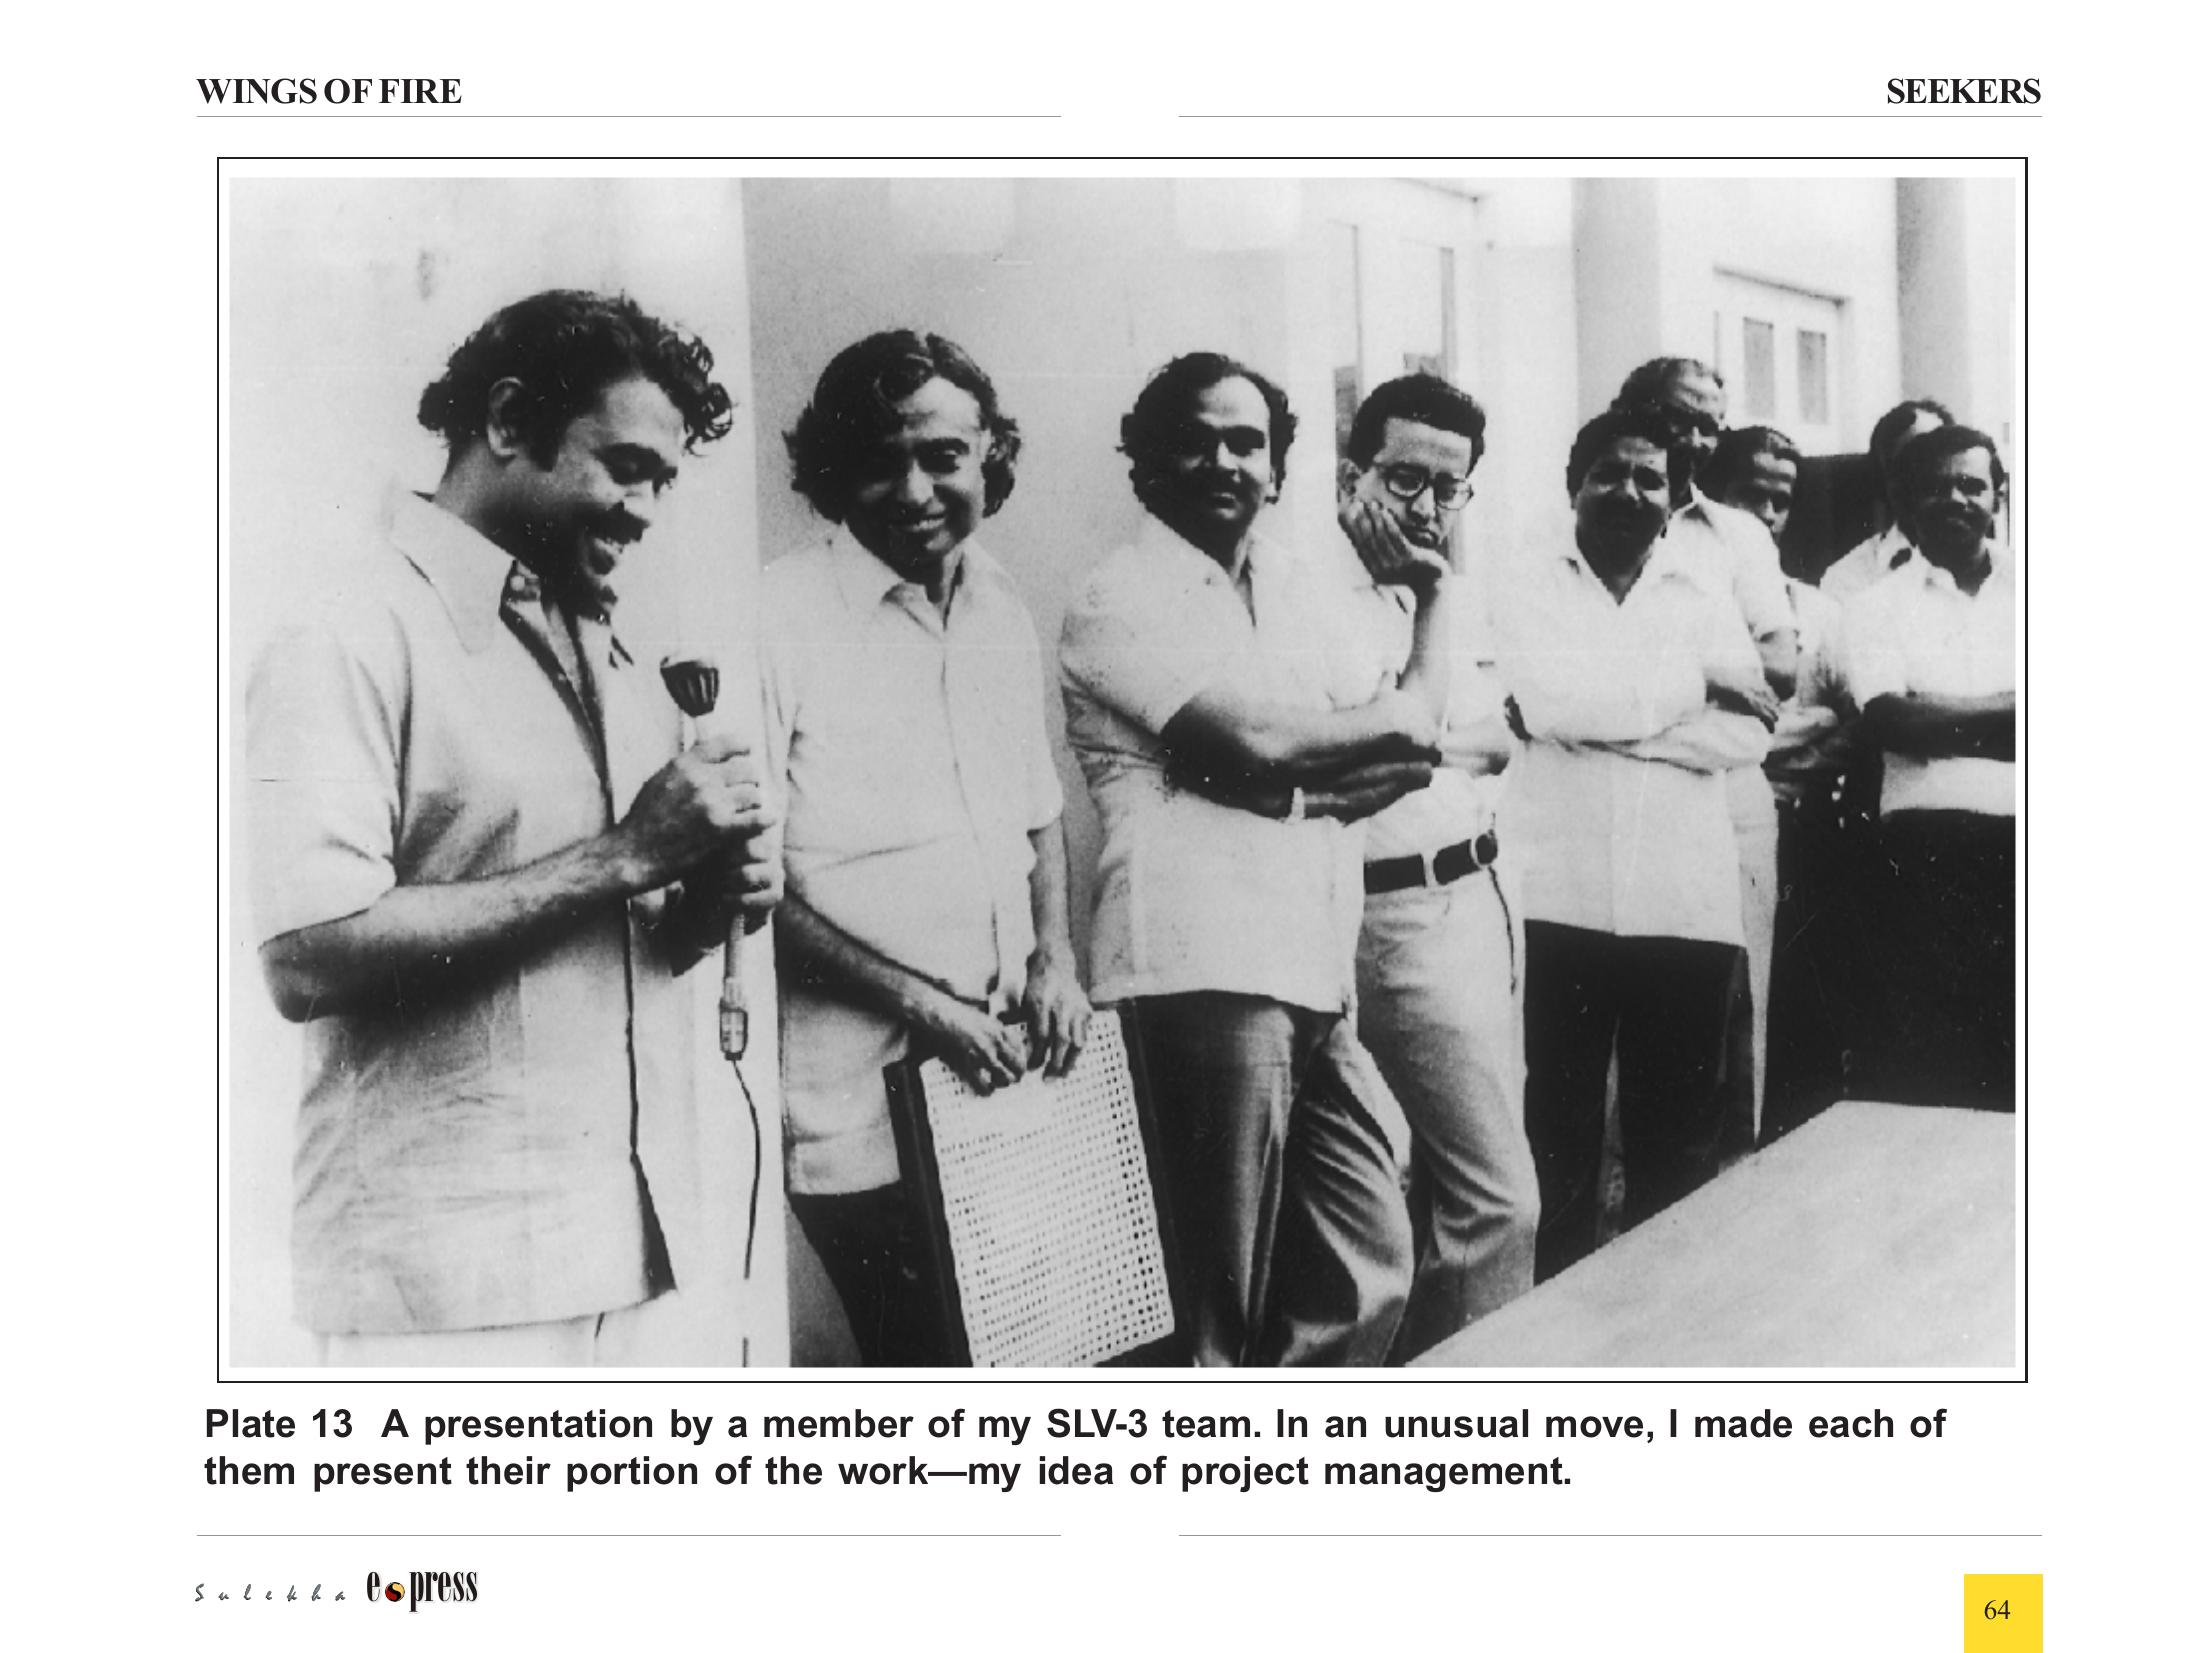 WINGS OF FIRE
SEEKERS
Plate 13 A presentation by a member of my SLV-3 team. In an unusual move, I made each of
them present their portion of the work—my idea of project management.
Sulekha e press
64